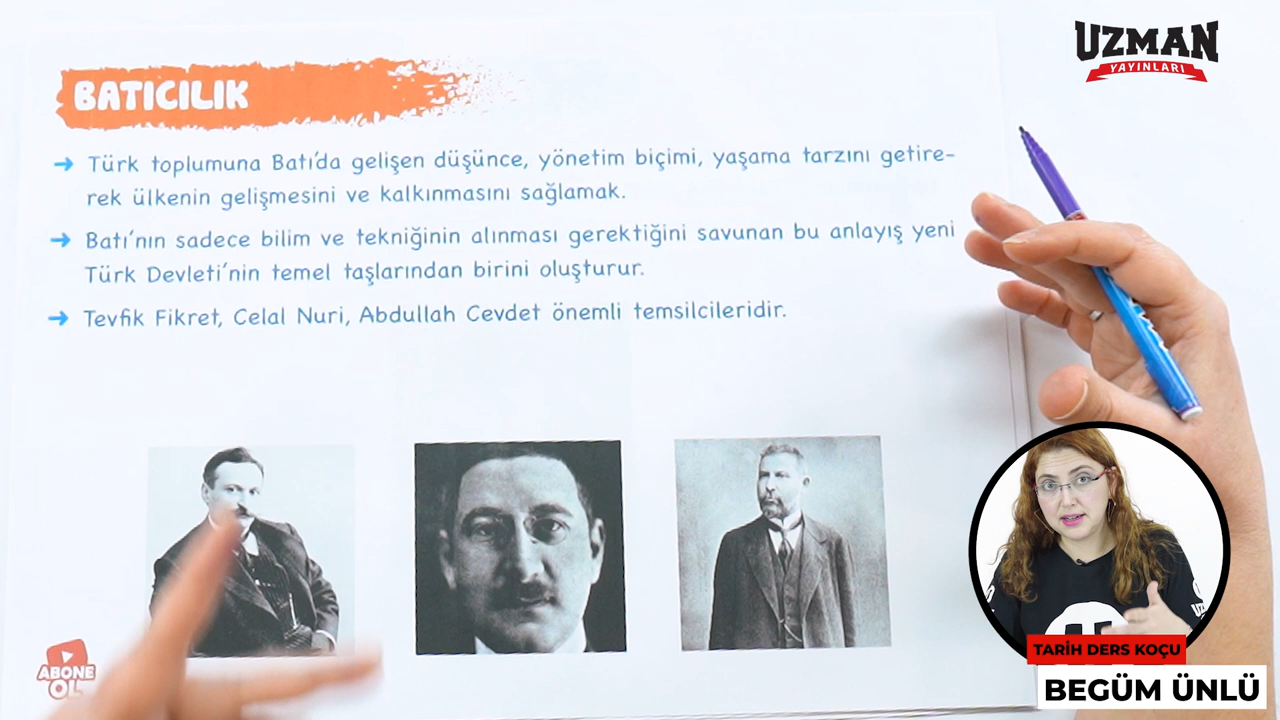 UZMAN
YAYINLARI
BATICILIK
Türk toplumuna Batı'da gelişen düşünce, yönetim biçimi, yaşama tarzını getire-
rek ülkenin gelişmesini ve kalkınmasını sağlamak.
Batı'nın sadece bilim ve tekniğinin alınması gerektiğini savunan bu anlayış yeni
Türk Devleti'nin temel taşlarından birini oluşturur.
Tevfik Fikret, Celal Nuri, Abdullah Cevdet önemli temsilcileridir.
ABONE
OL
TARİH DERS KOÇU
BEGÜM ÜNLÜ